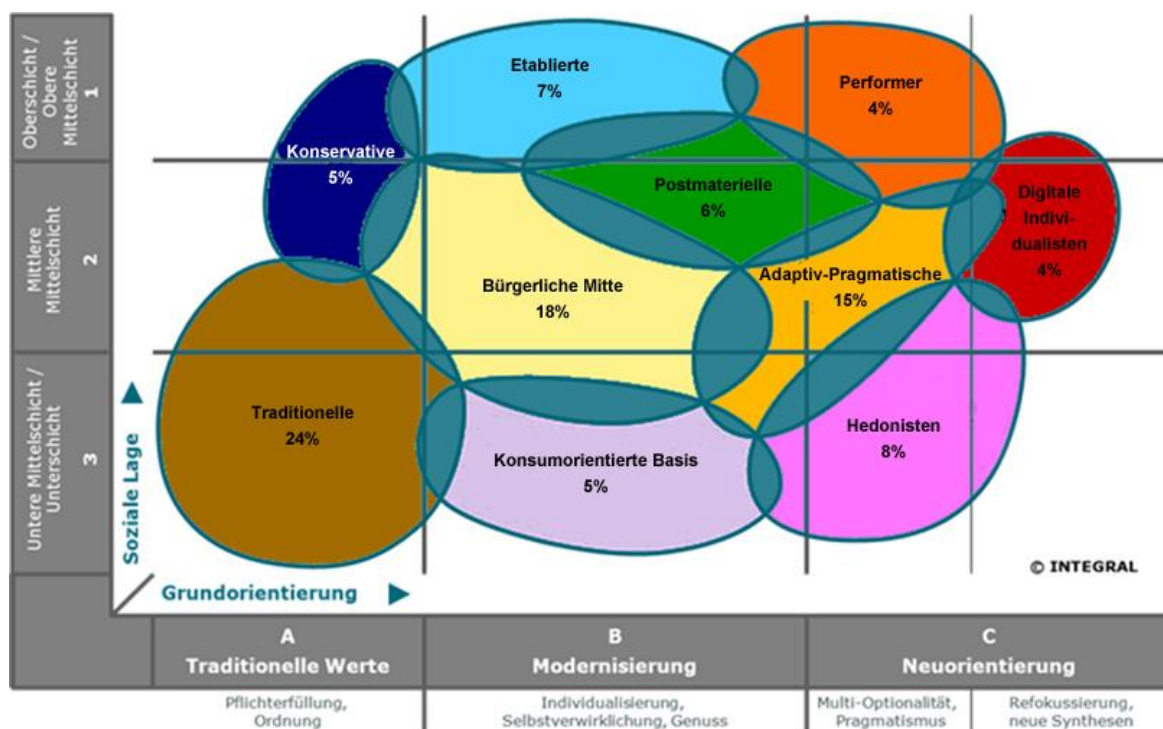 Oberschicht /
Obere
Mittelschicht
1
Mittlere
Mittelschicht
2
Untere Mittelschicht /
Unterschicht
3
Soziale Lage
Etablierte
7%
Performer
4%
Konservative
5%
Postmaterielle
6%
Digitale
Indivi-
dualisten
4%
Bürgerliche Mitte
18%
Adaptiv-Pragmatische
15%
Traditionelle
24%
Konsumorientierte Basis
5%
Hedonisten
8%
© INTEGRAL
Grundorientierung
A
Traditionelle Werte
B
Modernisierung
C
Neuorientierung
Pflichterfüllung,
Ordnung
Individualisierung,
Selbstverwirklichung, Genuss
Multi-Optionalität,
Pragmatismus
Refokussierung,
neue Synthesen